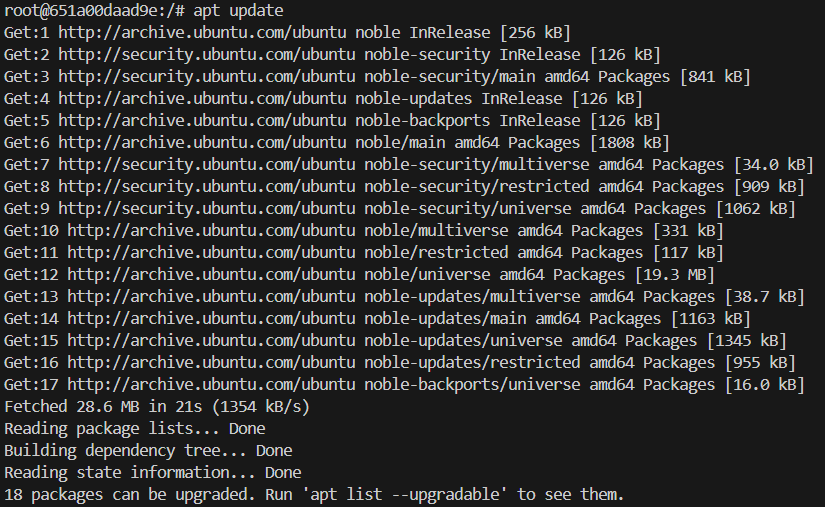 root@651a00daad9e:/# apt update
Get:1 http://archive.ubuntu.com/ubuntu noble InRelease [256 kB]
Get:2 http://security.ubuntu.com/ubuntu noble-security InRelease [126 kB]
Get:3 http://security.ubuntu.com/ubuntu noble-security/main amd64 Packages [841 kB]
Get:4 http://archive.ubuntu.com/ubuntu noble-updates InRelease [126 kB]
Get:5 http://archive.ubuntu.com/ubuntu noble-backports InRelease [126 kB]
Get:6 http://archive.ubuntu.com/ubuntu noble/main amd64 Packages [1808 kB]
Get:7 http://security.ubuntu.com/ubuntu noble-security/multiverse amd64 Packages [34.0 kB]
Get:8 http://security.ubuntu.com/ubuntu noble-security/restricted amd64 Packages [909 kB]
Get:9 http://security.ubuntu.com/ubuntu noble-security/universe amd64 Packages [1062 kB]
Get:10 http://archive.ubuntu.com/ubuntu noble/multiverse amd64 Packages [331 kB]
Get:11 http://archive.ubuntu.com/ubuntu noble/restricted amd64 Packages [117 kB]
Get:12 http://archive.ubuntu.com/ubuntu noble/universe amd64 Packages [19.3 MB]
Get:13 http://archive.ubuntu.com/ubuntu noble-updates/multiverse amd64 Packages [38.7 kB]
Get:14 http://archive.ubuntu.com/ubuntu noble-updates/main amd64 Packages [1163 kB]
Get:15 http://archive.ubuntu.com/ubuntu noble-updates/universe amd64 Packages [1345 kB]
Get:16 http://archive.ubuntu.com/ubuntu noble-updates/restricted amd64 Packages [955 kB]
Get:17 http://archive.ubuntu.com/ubuntu noble-backports/universe amd64 Packages [16.0 kB]
Fetched 28.6 MB in 21s (1354 kB/s)
Reading package lists... Done
Building dependency tree... Done
Reading state information... Done
18 packages can be upgraded. Run 'apt list --upgradable' to see them.